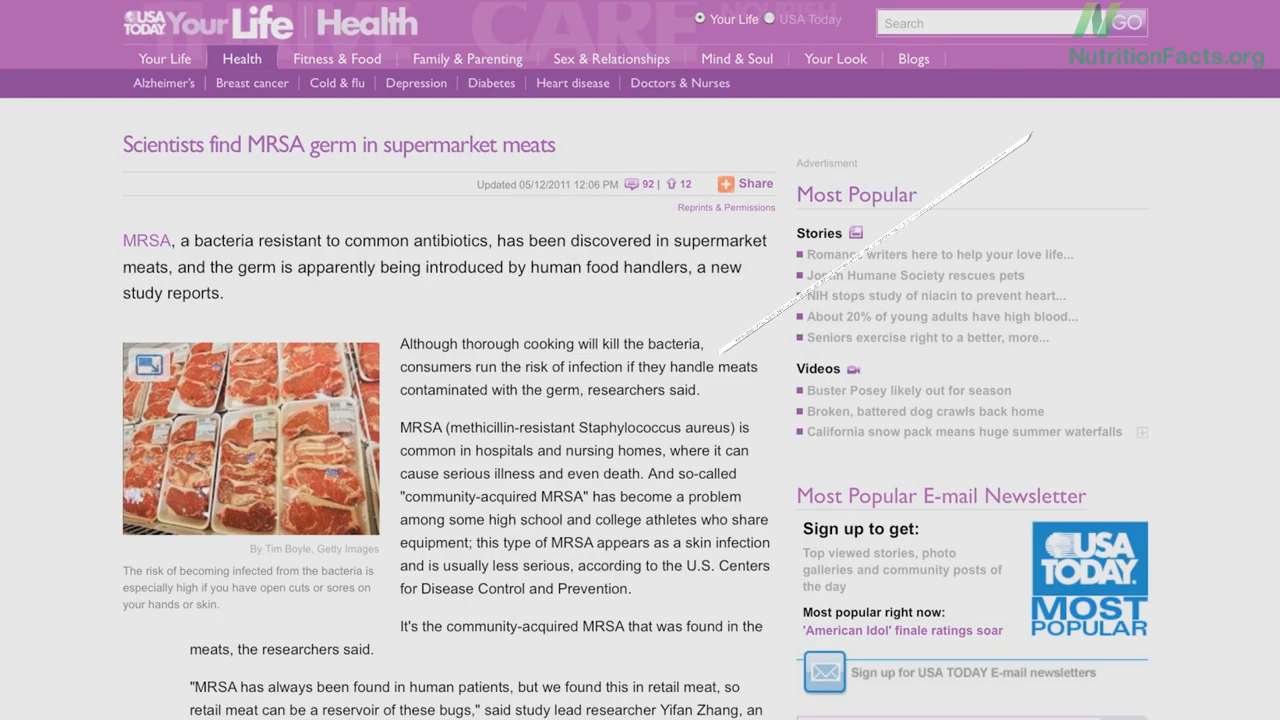 USA TODAY YourLife | Health
Your Life USA Today
Search GO
NutritionFacts.org
Your Life Health Fitness & Food Family & Parenting Sex & Relationships Mind & Soul Your Look Blogs
Alzheimer's Breast cancer Cold & flu Depression Diabetes Heart disease Doctors & Nurses
Scientists find MRSA germ in supermarket meats
Updated 05/12/2011 12:06 PM 92 | 12 Share
Reprints & Permissions
MRSA, a bacteria resistant to common antibiotics, has been discovered in supermarket
meats, and the germ is apparently being introduced by human food handlers, a new
study reports.
By Tim Boyle, Getty Images
The risk of becoming infected from the bacteria is
especially high if you have open cuts or sores on
your hands or skin.
Although thorough cooking will kill the bacteria,
consumers run the risk of infection if they handle meats
contaminated with the germ, researchers said.
MRSA (methicillin-resistant Staphylococcus aureus) is
common in hospitals and nursing homes, where it can
cause serious illness and even death. And so-called
"community-acquired MRSA" has become a problem
among some high school and college athletes who share
equipment; this type of MRSA appears as a skin infection
and is usually less serious, according to the U.S. Centers
for Disease Control and Prevention.
It's the community-acquired MRSA that was found in the
meats, the researchers said.
"MRSA has always been found in human patients, but we found this in retail meat, so
retail meat can be a reservoir of these bugs," said study lead researcher Yifan Zhang, an
Advertisment
Most Popular
Stories
writers here to help your love life...
Humane Society rescues pets
NIH stops study of niacin to prevent heart...
About 20% of young adults have high blood...
Seniors exercise right to a better, more...
Videos
Buster Posey likely out for season
Broken, battered dog crawls back home
California snow pack means huge summer waterfalls
Most Popular E-mail Newsletter
Sign up to get:
Top viewed stories, photo
galleries and community posts of
the day
Most popular right now:
'American Idol' finale ratings soar
USA
TODAY
MOST
POPULAR
Sign up for USA TODAY E-mail newsletters